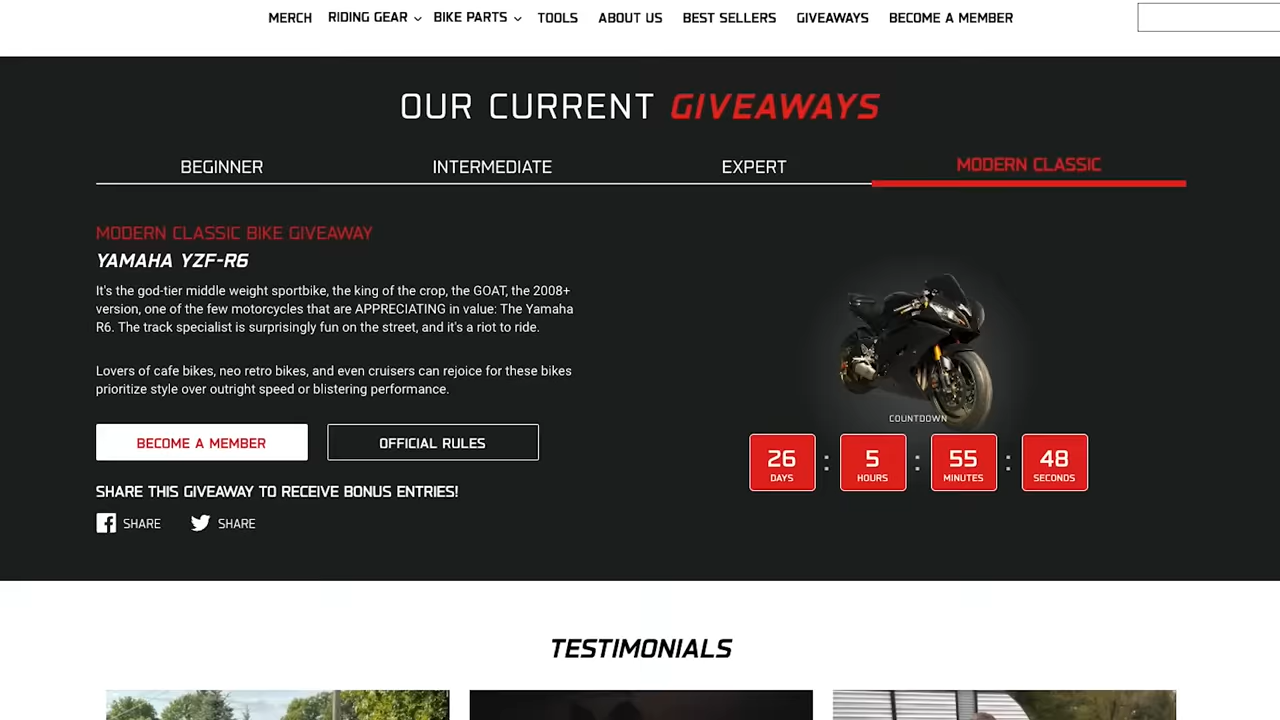 MERCH RIDING GEAR BIKE PARTS TOOLS ABOUT US BEST SELLERS GIVEAWAYS BECOME A MEMBER
OUR CURRENT GIVEAWAYS
BEGINNER INTERMEDIATE EXPERT MODERN CLASSIC
MODERN CLASSIC BIKE GIVEAWAY
YAMAHA YZF-R6
It's the god-tier middle weight sportbike, the king of the crop, the GOAT, the 2008+
version, one of the few motorcycles that are APPRECIATING in value: The Yamaha
R6. The track specialist is surprisingly fun on the street, and it's a riot to ride.
Lovers of cafe bikes, neo retro bikes, and even cruisers can rejoice for these bikes
prioritize style over outright speed or blistering performance.
BECOME A MEMBER OFFICIAL RULES
SHARE THIS GIVEAWAY TO RECEIVE BONUS ENTRIES!
SHARE SHARE
COUNTDOWN
26 : 5 : 55 : 48
DAYS HOURS MINUTES SECONDS
TESTIMONIALS